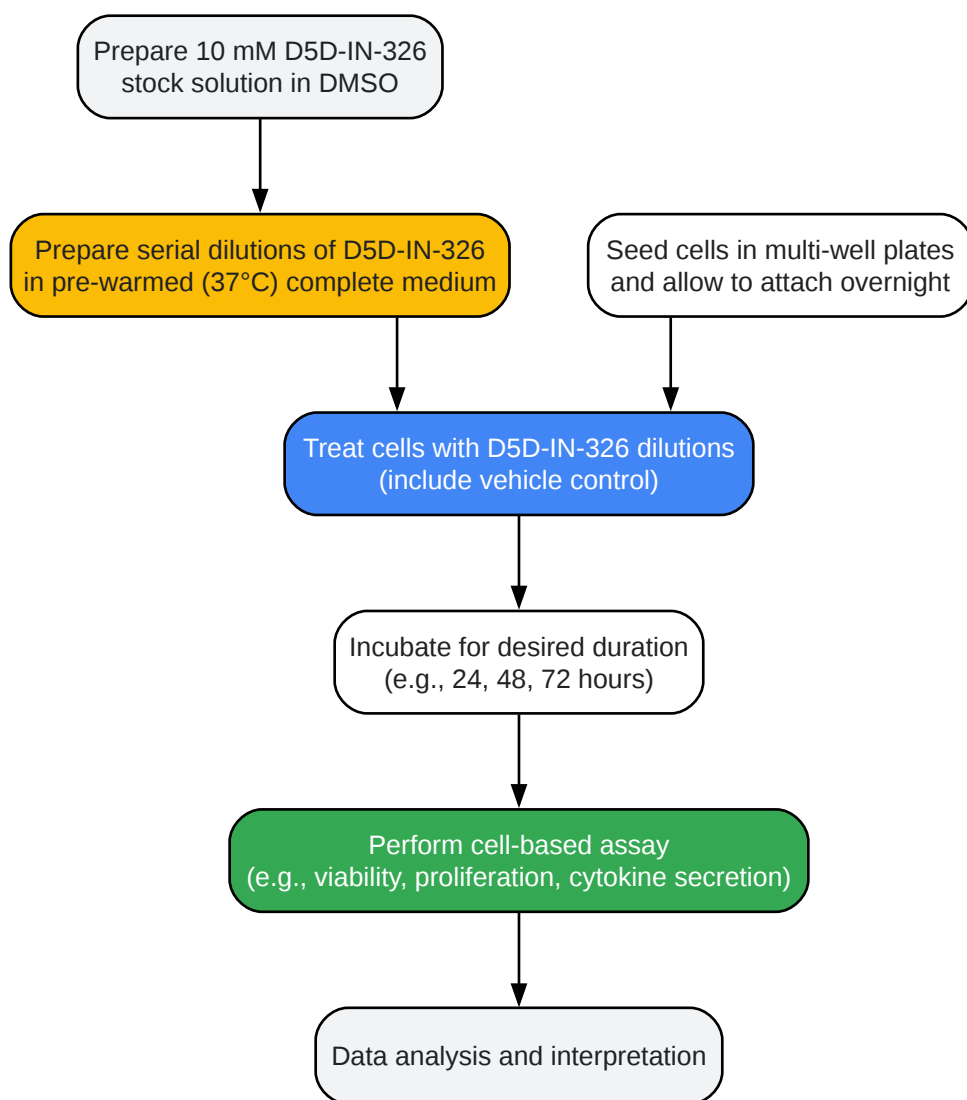 Prepare 10 mM D5D-IN-326
stock solution in DMSO
Prepare serial dilutions of D5D-IN-326
in pre-warmed (37°C) complete medium
Seed cells in multi-well plates
and allow to attach overnight
Treat cells with D5D-IN-326 dilutions
(include vehicle control)
Incubate for desired duration
(e.g., 24, 48, 72 hours)
Perform cell-based assay
(e.g., viability, proliferation, cytokine secretion)
Data analysis and interpretation